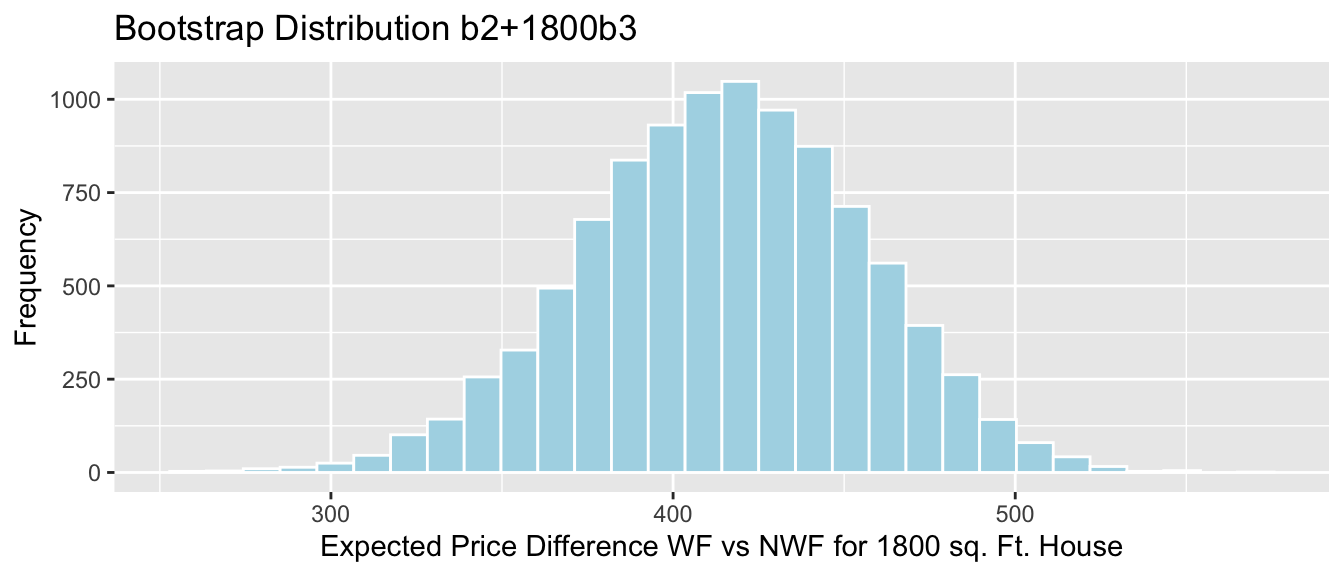 Bootstrap Distribution b2+1800b3
1000
750
500
250
0
Frequency
300 400 500
Expected Price Difference WF vs NWF for 1800 sq. Ft. House